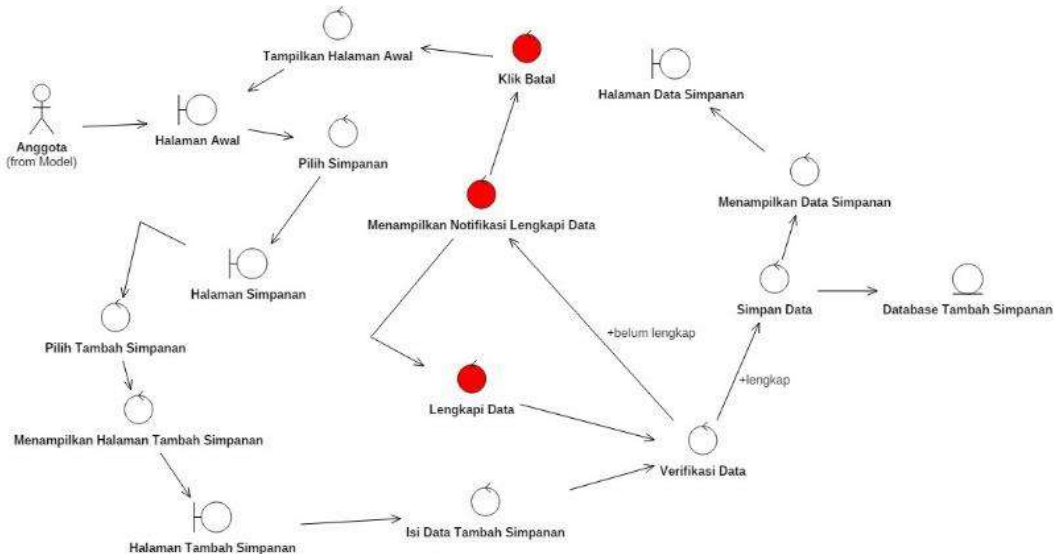 Tampilkan Halaman Awal
Klik Batal
Halaman Data Simpanan
Anggota
(from Model)
Halaman Awal
Pilih Simpanan
Menampilkan Data Simpanan
Menampilkan Notifikasi Lengkapi Data
Halaman Simpanan
Simpan Data
Database Tambah Simpanan
Pilih Tambah Simpanan
+belum lengkap
+lengkap
Lengkapi Data
Menampilkan Halaman Tambah Simpanan
Verifikasi Data
Isi Data Tambah Simpanan
Halaman Tambah Simpanan